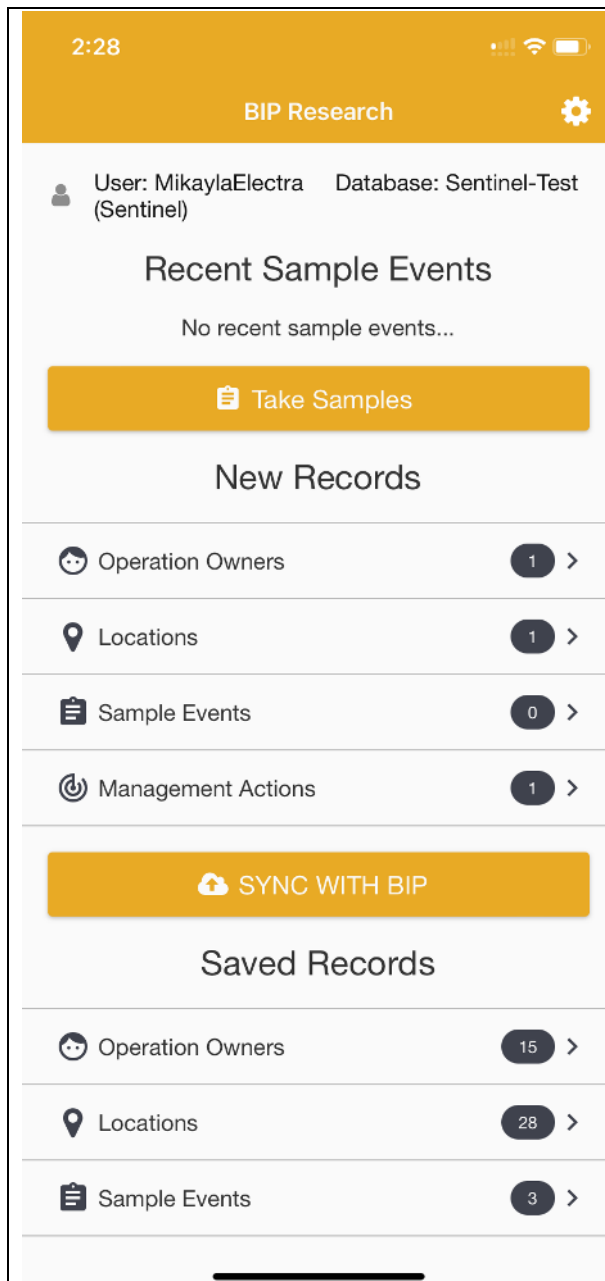 2:28
BIP Research
User: MikaylaElectra Database: Sentinel-Test
(Sentinel)
Recent Sample Events
No recent sample events...
Take Samples
New Records
Operation Owners 1
Locations 1
Sample Events 0
Management Actions 1
SYNC WITH BIP
Saved Records
Operation Owners 15
Locations 28
Sample Events 3